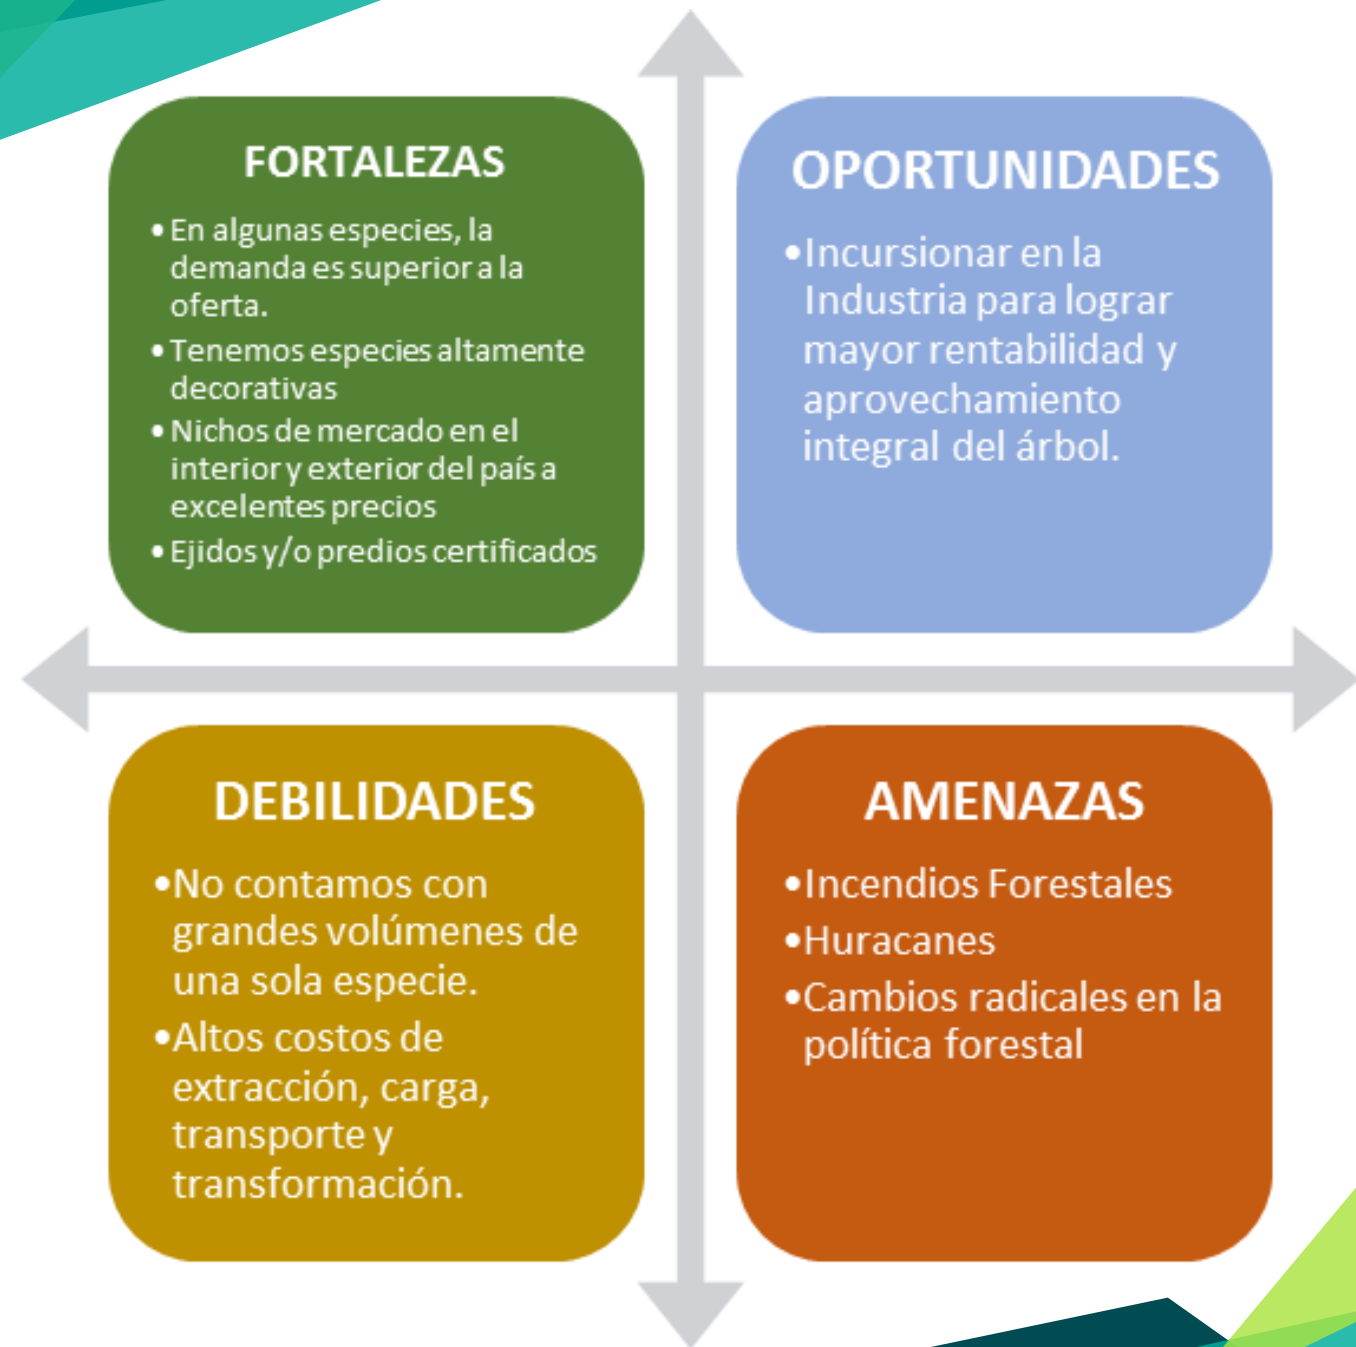 FORTALEZAS
• En algunas especies, la
demanda es superior a la
oferta.
• Tenemos especies altamente
decorativas
• Nichos de mercado en el
interior y exterior del país a
excelentes precios
• Ejidos y/o predios certificados
OPORTUNIDADES
•Incursionar en la
Industria para lograr
mayor rentabilidad y
aprovechamiento
integral del árbol.
DEBILIDADES
•No contamos con
grandes volúmenes de
una sola especie.
•Altos costos de
extracción, carga,
transporte y
transformación.
AMENAZAS
•Incendios Forestales
•Huracanes
•Cambios radicales en la
política forestal